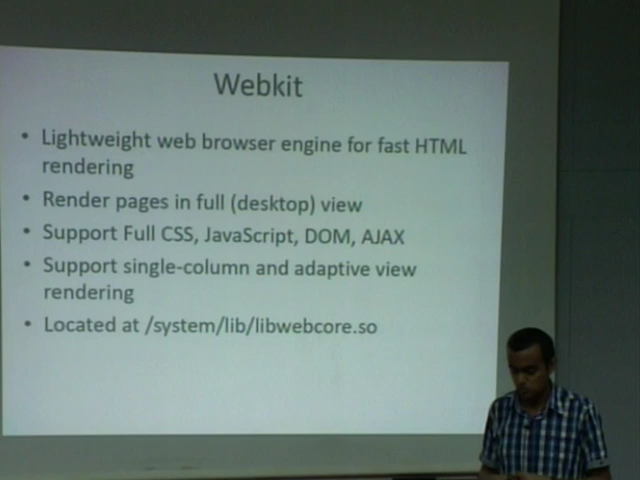 Webkit
• Lightweight web browser engine for fast HTML
rendering
• Render pages in full (desktop) view
• Support Full CSS, JavaScript, DOM, AJAX
• Support single-column and adaptive view
rendering
• Located at /system/lib/libwebcore.so